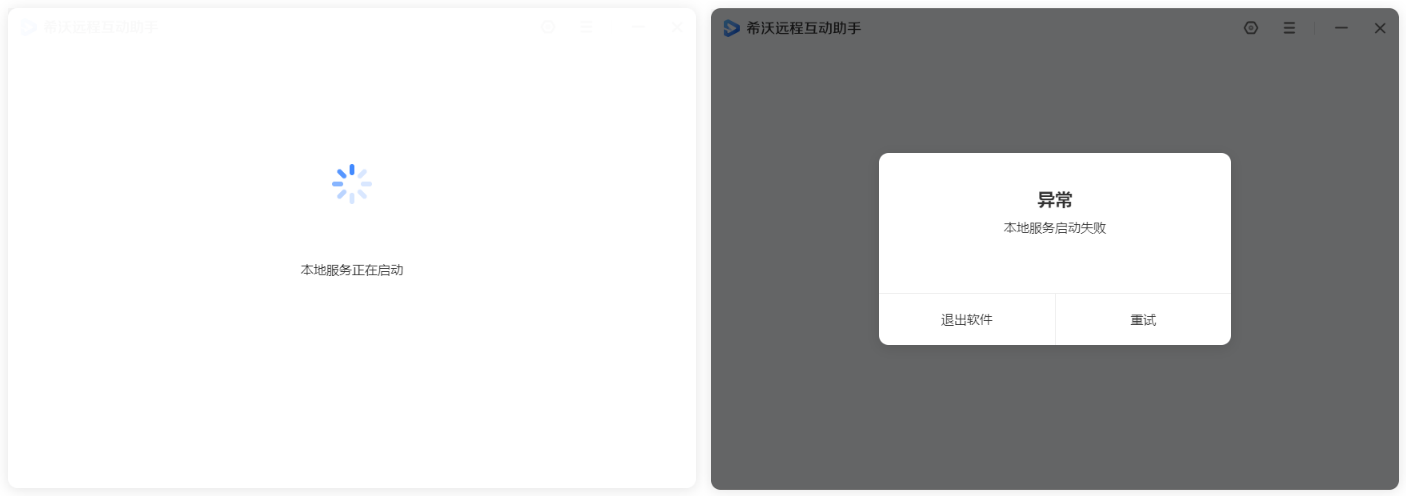 希沃远程互动助手
本地服务正在启动
希沃远程互动助手
异常
本地服务启动失败
退出软件
重试